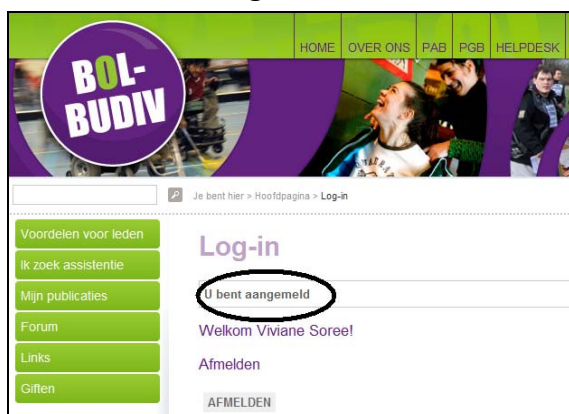 HOME OVER ONS PAB PGB HELPDESK
BOL-
BUDIV
Je bent hier > Hoofdpagina > Log-in
Voordelen voor leden
Ik zoek assistentie
Mijn publicaties
Forum
Links
Giften
Log-in
U bent aangemeld
Welkom Viviane Soree!
Afmelden
AFMELDEN